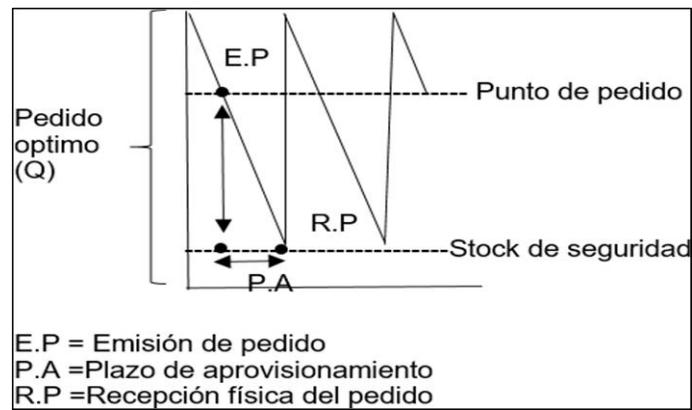 E.P
Punto de pedido
Pedido
optimo
(Q)
R.P
Stock de seguridad
P.A
E.P = Emisión de pedido
P.A =Plazo de aprovisionamiento
R.P =Recepción física del pedido